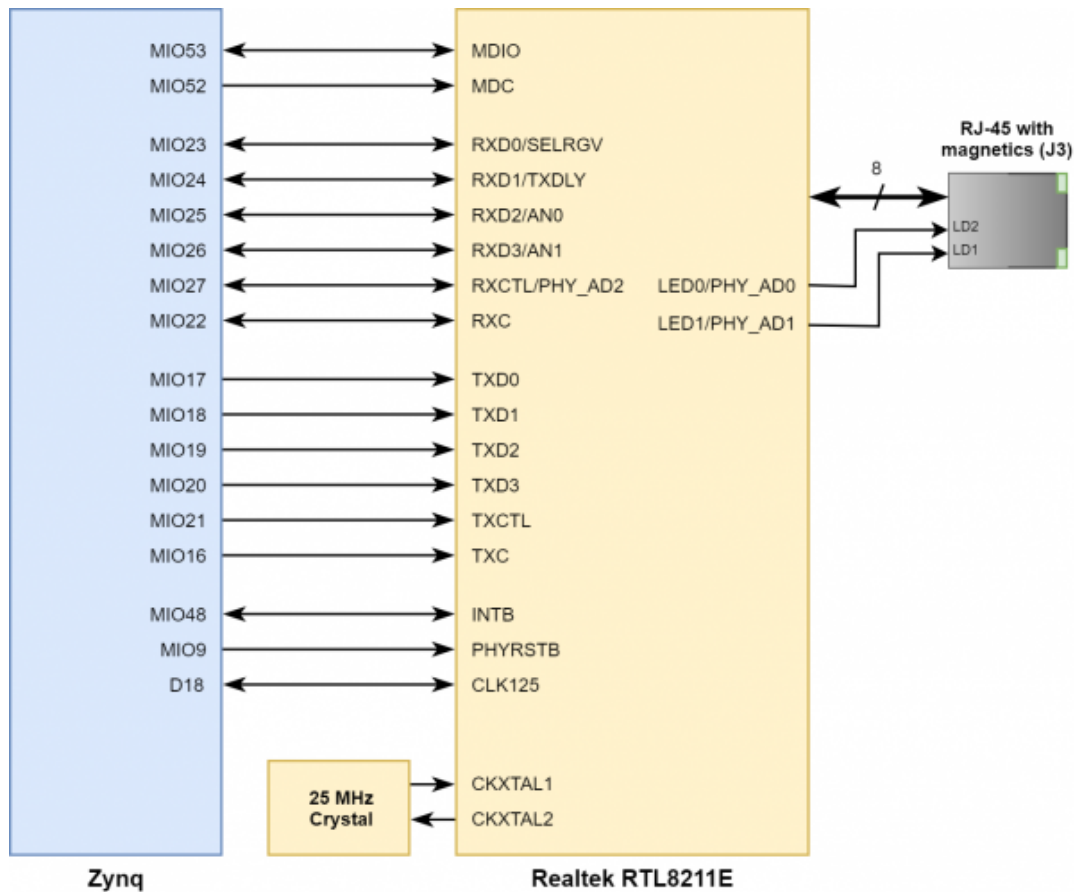 MIO53 MDIO
MIO52 MDC
MIO23 RXD0/SELRGV
MIO24 RXD1/TXDLY
MIO25 RXD2/AN0
MIO26 RXD3/AN1
MIO27 RXCTL/PHY_AD2
MIO22 RXC
MIO17 TXD0
MIO18 TXD1
MIO19 TXD2
MIO20 TXD3
MIO21 TXCTL
MIO16 TXC
MIO48 INTB
MIO9 PHYRSTB
D18 CLK125
25 MHz
Crystal
CKXTAL1
CKXTAL2
LED0/PHY_AD0
LED1/PHY_AD1
8
RJ-45 with
magnetics (J3)
LD2
LD1
Zynq
Realtek RTL8211E